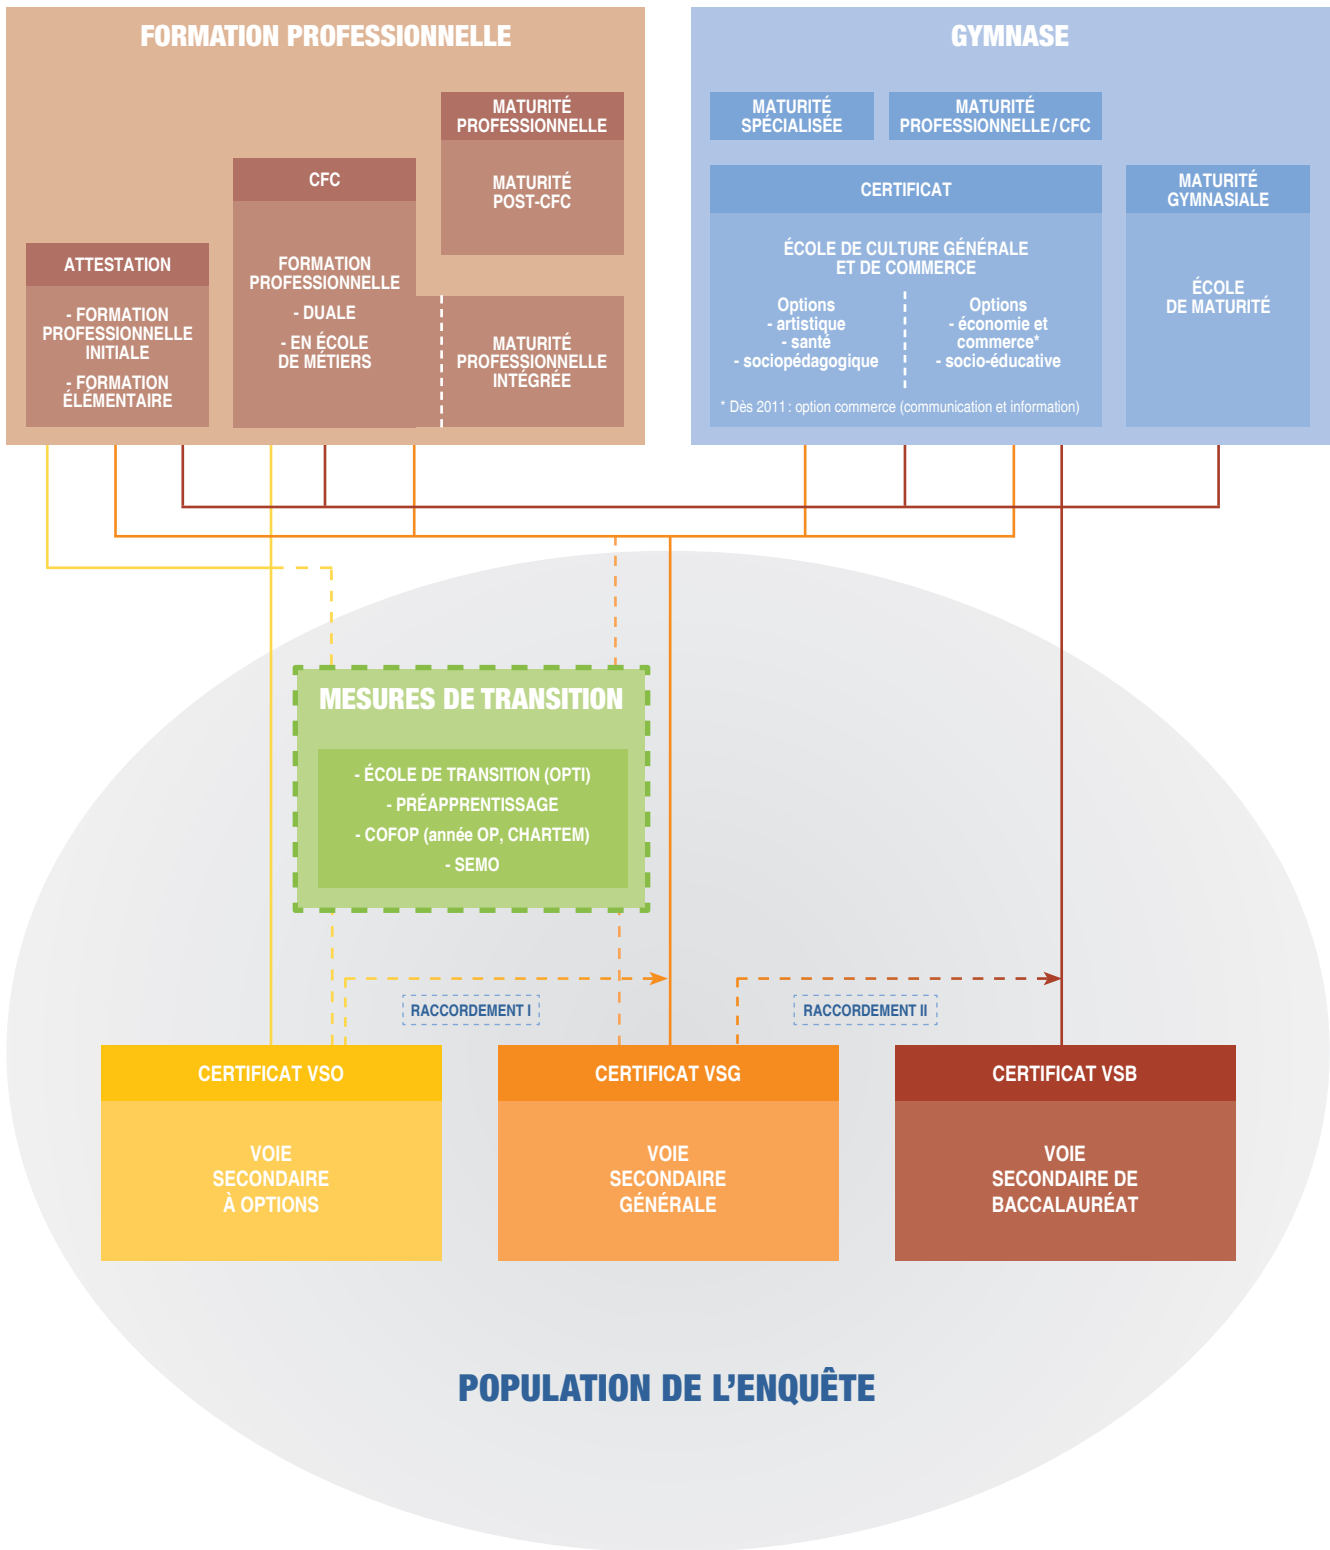 FORMATION PROFESSIONNELLE
MATURITÉ
PROFESSIONNELLE
MATURITÉ
POST-CFC
CFC
FORMATION
PROFESSIONNELLE
- DUALE
- EN ÉCOLE
DE MÉTIERS
MATURITÉ
PROFESSIONNELLE
INTÉGRÉE
ATTESTATION
- FORMATION
PROFESSIONNELLE
INITIALE
- FORMATION
ÉLÉMENTAIRE
GYMNASE
MATURITÉ
SPÉCIALISÉE
MATURITÉ
PROFESSIONNELLE / CFC
CERTIFICAT
ÉCOLE DE CULTURE GÉNÉRALE
ET DE COMMERCE
Options
- artistique
- santé
- sociopédagogique
Options
- économie et
commerce*
- socio-éducative
* Dès 2011 : option commerce (communication et information)
MATURITÉ
GYMNASIALE
ÉCOLE
DE MATURITÉ
MESURES DE TRANSITION
- ÉCOLE DE TRANSITION (OPTI)
- PRÉAPPRENTISSAGE
- COFOP (année OP, CHARTEM)
- SEMO
RACCORDEMENT I
RACCORDEMENT II
CERTIFICAT VSO
VOIE
SECONDAIRE
À OPTIONS
CERTIFICAT VSG
VOIE
SECONDAIRE
GÉNÉRALE
CERTIFICAT VSB
VOIE
SECONDAIRE DE
BACCALAURÉAT
POPULATION DE L'ENQUÊTE